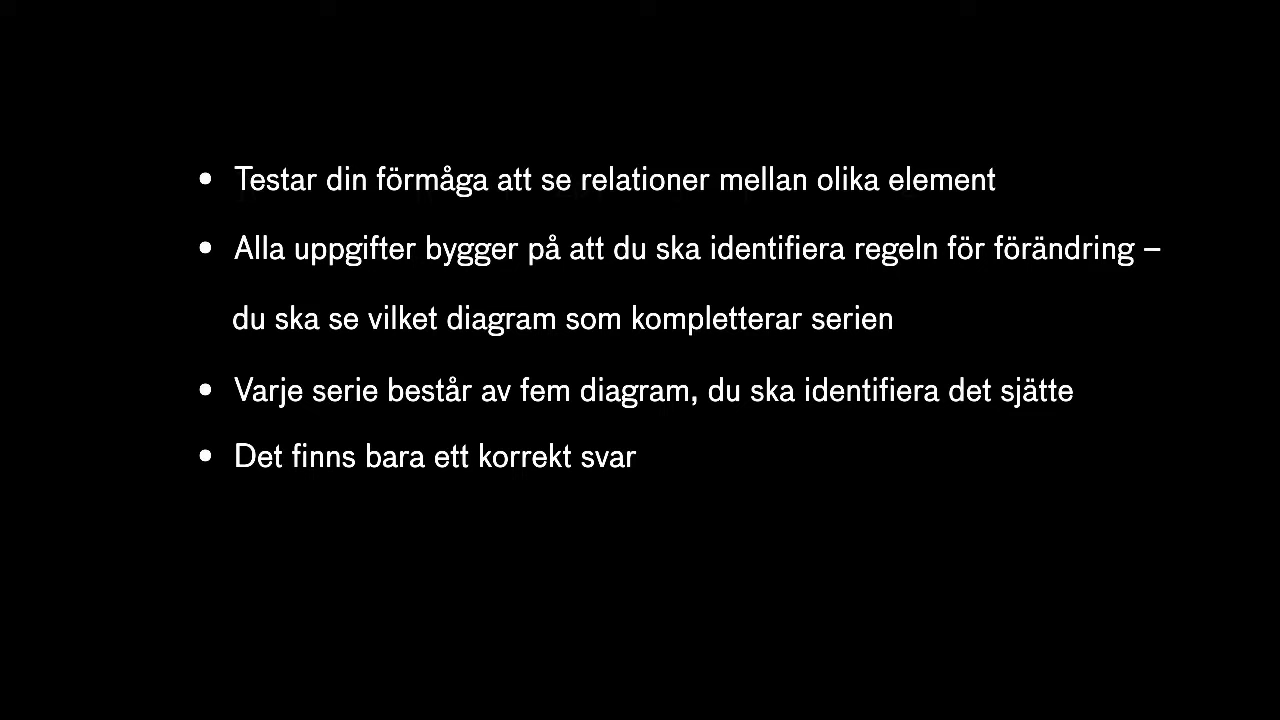 • Testar din förmåga att se relationer mellan olika element
• Alla uppgifter bygger på att du ska identifiera regeln för förändring –
du ska se vilket diagram som kompletterar serien
• Varje serie består av fem diagram, du ska identifiera det sjätte
• Det finns bara ett korrekt svar